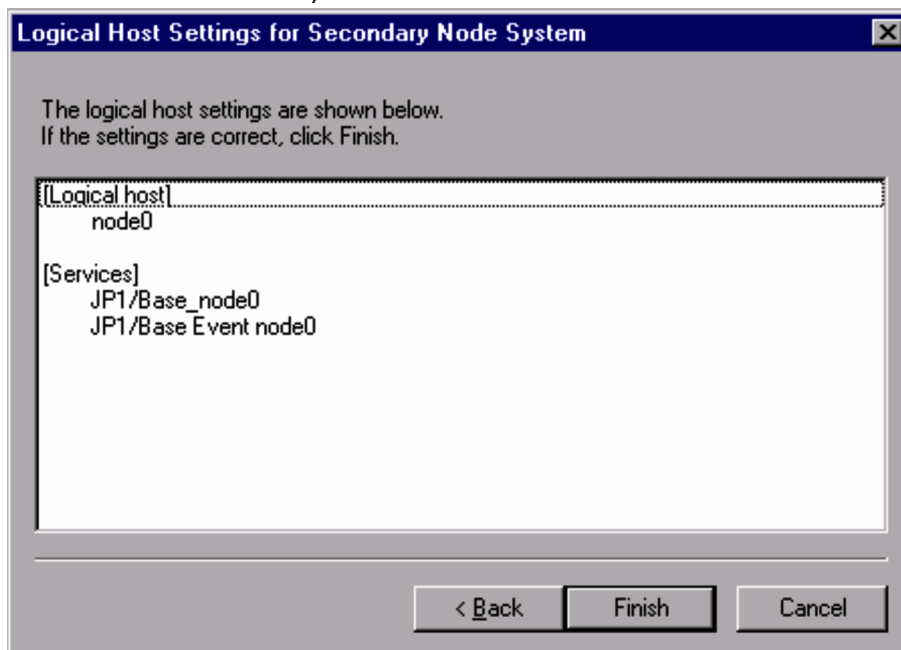 Logical Host Settings for Secondary Node System
The logical host settings are shown below.
If the settings are correct, click Finish.
[Logical host]
node0
[Services]
JP1/Base_node0
JP1/Base Event node0
< Back
Finish
Cancel